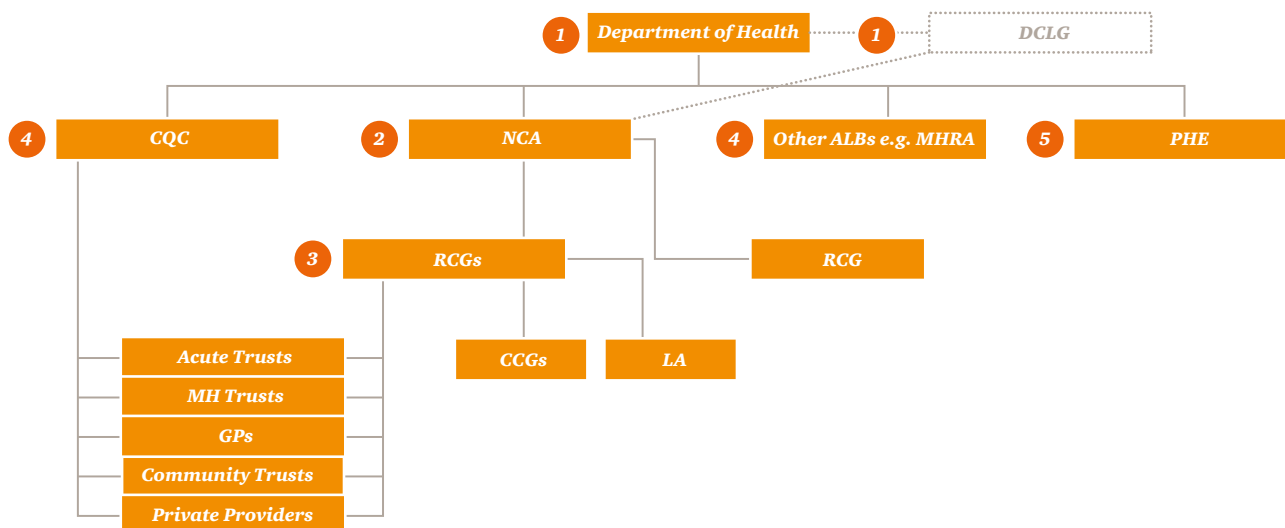 1
Department of Health
1
DCLG
4
CQC
2
NCA
4
Other ALBs e.g. MHRA
5
PHE
3
RCGs
RCG
Acute Trusts
CCGs
LA
MH Trusts
GPs
Community Trusts
Private Providers